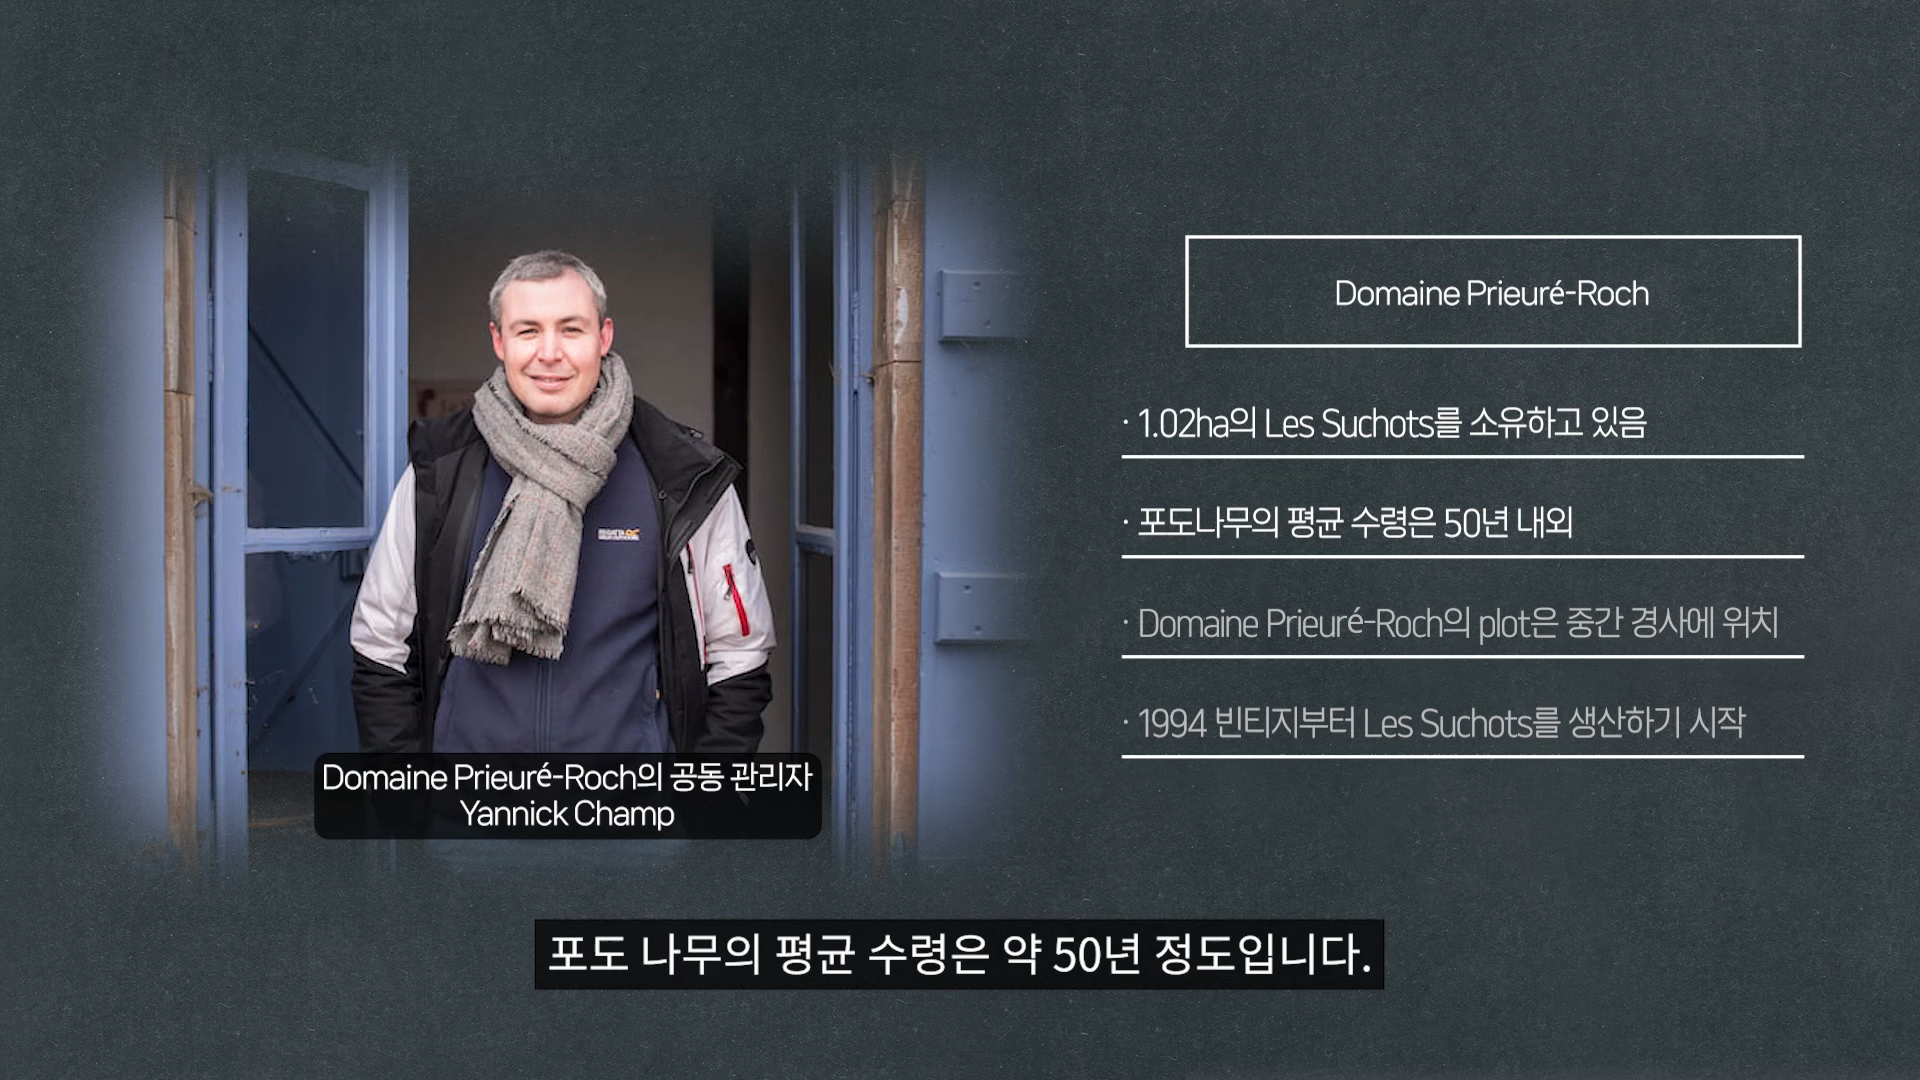 Domaine Prieuré-Roch
· 1.02ha의 Les Suchots를 소유하고 있음
· 포도나무의 평균 수령은 50년 내외
· Domaine Prieuré-Roch의 plot은 중간 경사에 위치
· 1994 빈티지부터 Les Suchots를 생산하기 시작
Domaine Prieuré-Roch의 공동 관리자
Yannick Champ
포도 나무의 평균 수령은 약 50년 정도입니다.